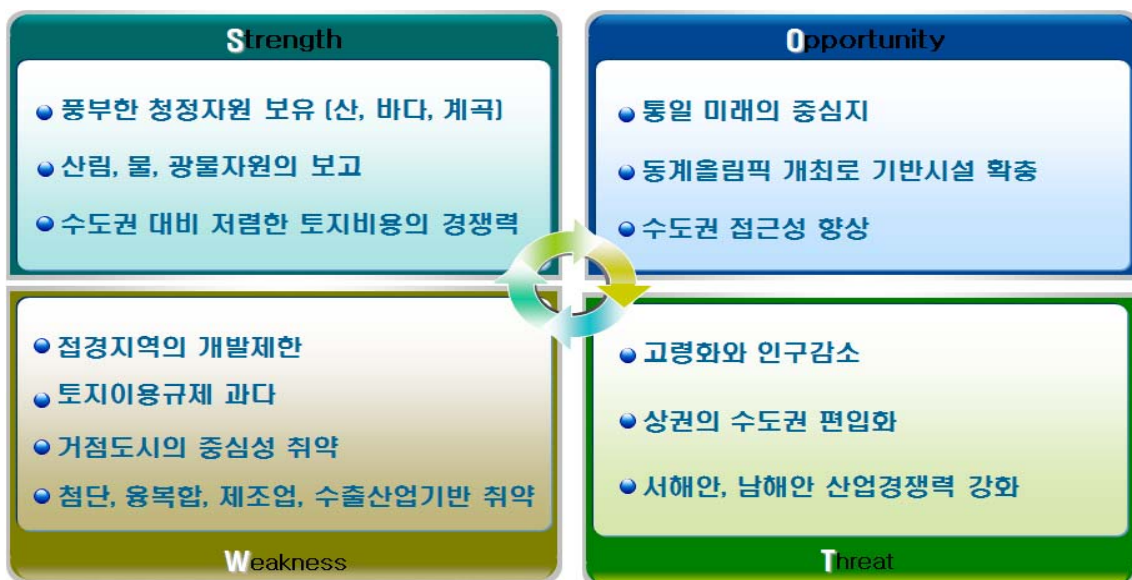 Strength
풍부한 청정자원 보유 (산, 바다, 계곡)
산림, 물, 광물자원의 보고
수도권 대비 저렴한 토지비용의 경쟁력
Opportunity
통일 미래의 중심지
동계올림픽 개최로 기반시설 확충
수도권 접근성 향상
접경지역의 개발제한
토지이용규제 과다
거점도시의 중심성 취약
첨단, 융복합, 제조업, 수출산업기반 취약
Weakness
고령화와 인구감소
상권의 수도권 편입화
서해안, 남해안 산업경쟁력 강화
Threat